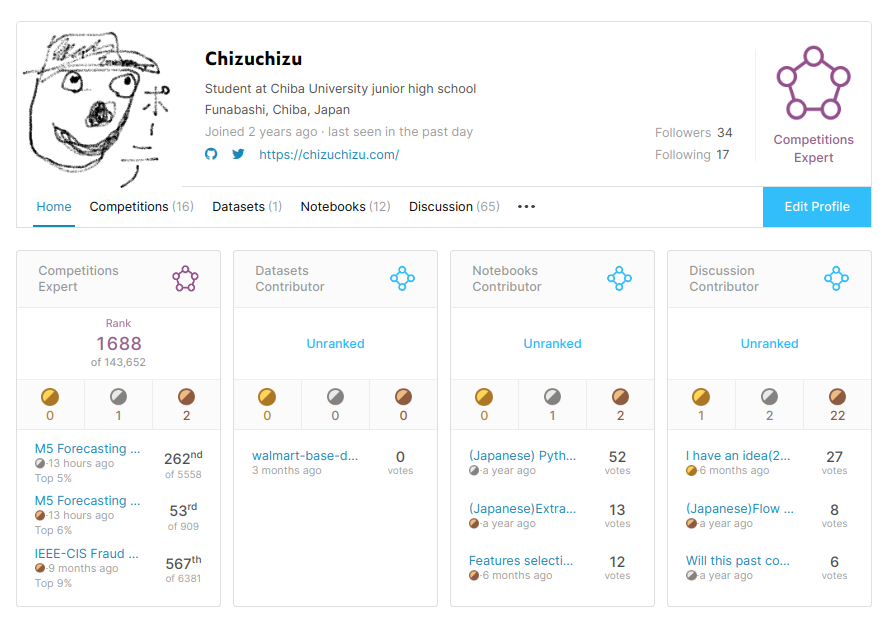 Chizuchizu
Student at Chiba University junior high school
Funabashi, Chiba, Japan
Joined 2 years ago · last seen in the past day
https://chizuchizu.com/
Followers 34
Following 17
Competitions
Expert
ポーニテ
Home Competitions (16) Datasets (1) Notebooks (12) Discussion (65) •••
Edit Profile
Competitions
Expert
Rank
1688
of 143,652
0 1 2
M5 Forecasting ...
·13 hours ago
Top 5%
262nd
of 5558
M5 Forecasting ...
·13 hours ago
Top 6%
53rd
of 909
IEEE-CIS Fraud ...
·9 months ago
Top 9%
567th
of 6381
Datasets
Contributor
Unranked
0 0 0
walmart-base-d...
3 months ago
0
votes
Notebooks
Contributor
Unranked
0 1 2
(Japanese) Pyth...
·a year ago
52
votes
(Japanese)Extra...
·a year ago
13
votes
Features selecti...
·6 months ago
12
votes
Discussion
Contributor
Unranked
1 2 22
I have an idea(2...
·6 months ago
27
votes
(Japanese)Flow ...
·a year ago
8
votes
Will this past co...
·a year ago
6
votes